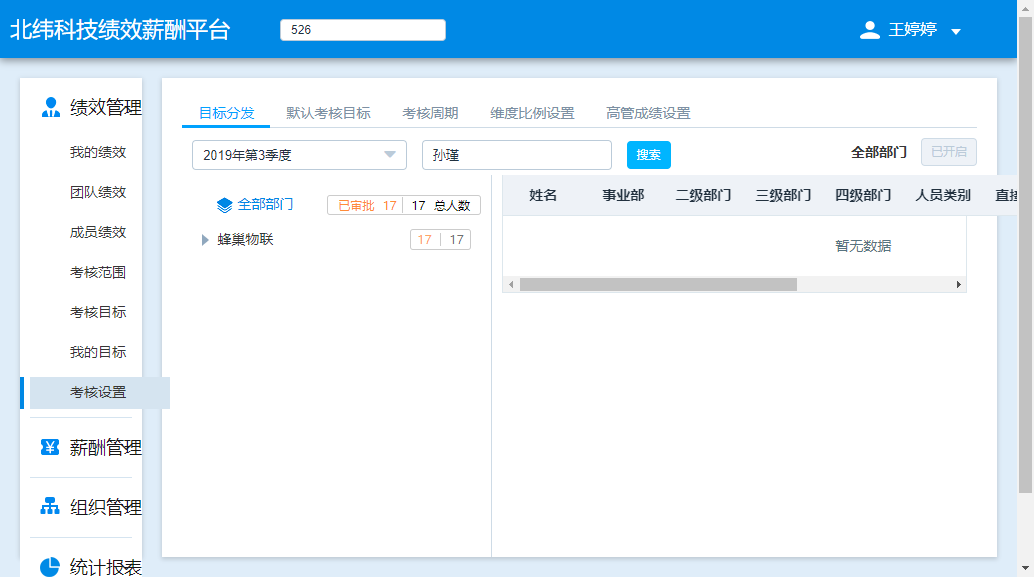 北纬科技绩效薪酬平台
526
王婷婷
绩效管理
我的绩效
团队绩效
成员绩效
考核范围
考核目标
我的目标
考核设置
薪酬管理
组织管理
统计报表
目标分发 默认考核目标 考核周期 维度比例设置 高管成绩设置
2019年第3季度 孙瑾 搜索 全部部门 已开启
全部部门 已审批 17 17 总人数
蜂巢物联 17 17
姓名 事业部 二级部门 三级部门 四级部门 人员类别 直接
暂无数据